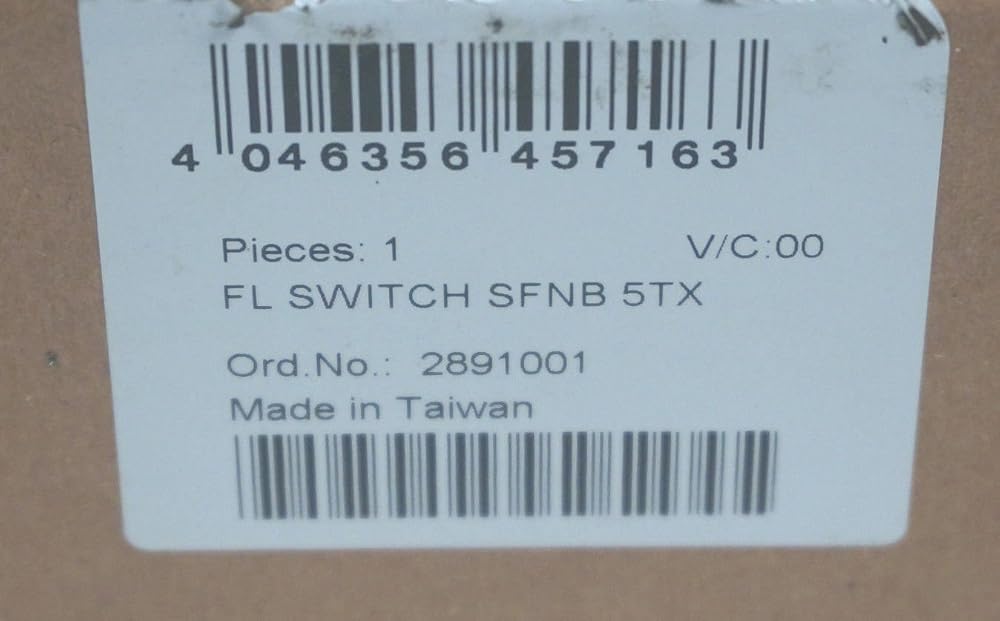 4 046356 457163
Pieces: 1 V/C:00
FL SWITCH SFNB 5TX
Ord.No.: 2891001
Made in Taiwan